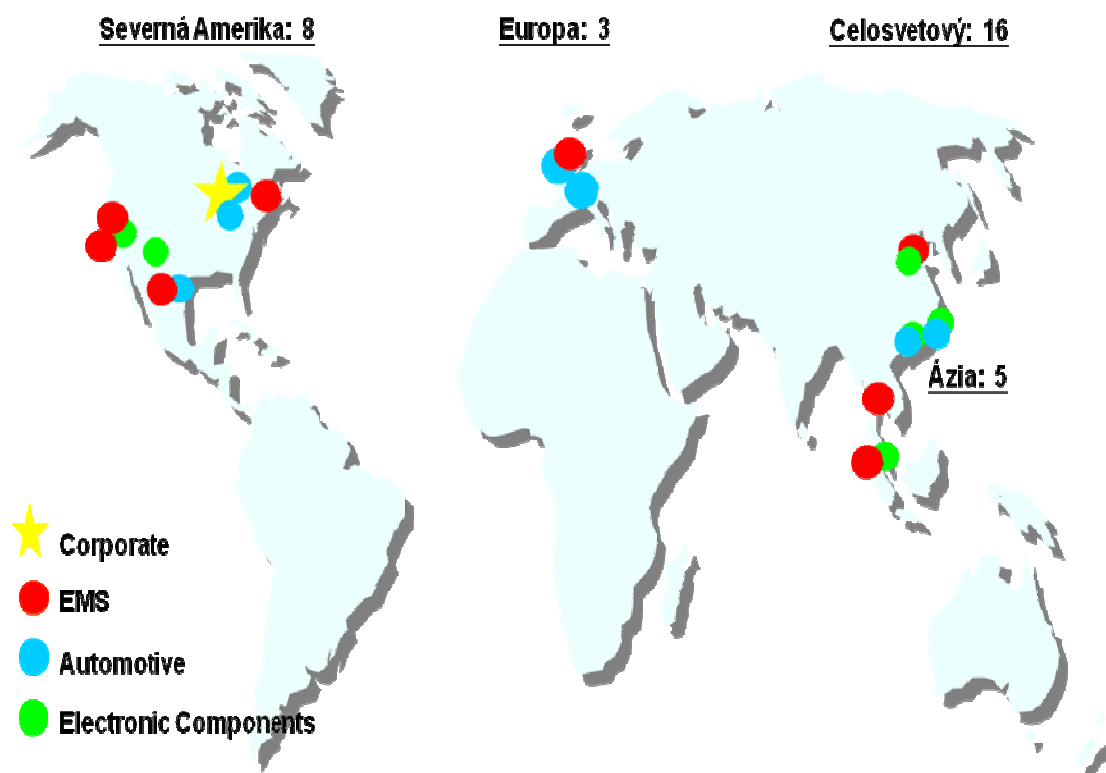 Severná Amerika: 8
Europa: 3
Celosvetový: 16
Ázia: 5
Corporate
EMS
Automotive
Electronic Components